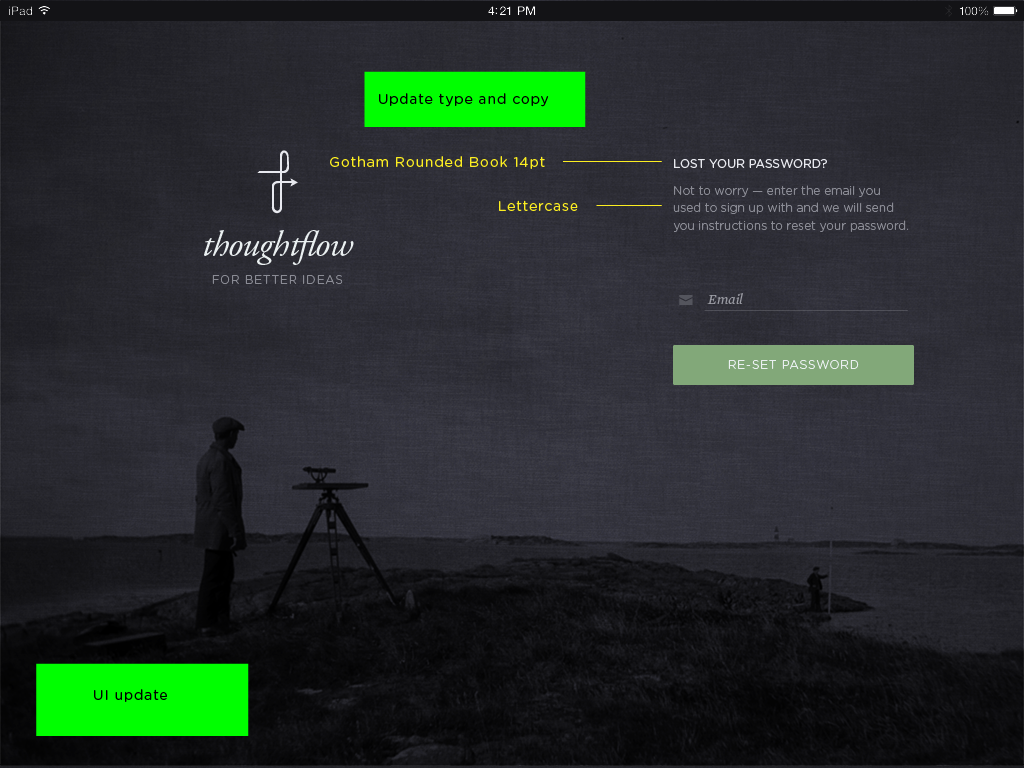 iPad
4:21 PM
100%
Update type and copy
Gotham Rounded Book 14pt
LOST YOUR PASSWORD?
Not to worry — enter the email you
Lettercase
used to sign up with and we will send
you instructions to reset your password.
thoughtflow
FOR BETTER IDEAS
Email
RE-SET PASSWORD
UI update